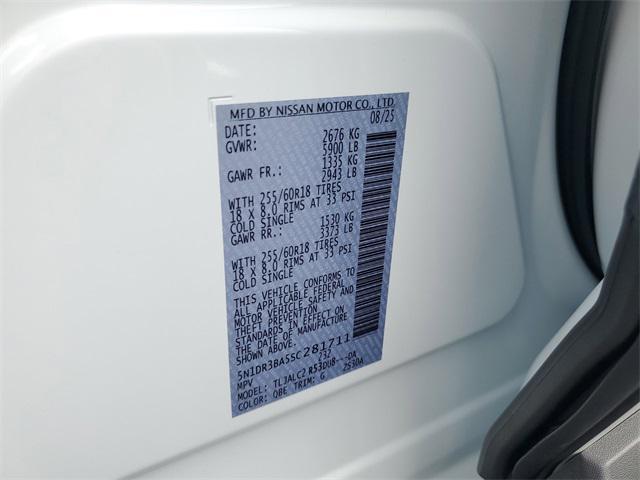 MFD BY NISSAN MOTOR CO., LTD.
DATE: 08/25
GVWR: 2676 KG
5900 LB
GAWR FR.: 1335 KG
2943 LB
WITH 255/60R18 TIRES
18 X 8.0 RIMS AT 33 PSI
COLD SINGLE
GAWR RR.: 1530 KG
3373 LB
WITH 255/60R18 TIRES
18 X 8.0 RIMS AT 33 PSI
COLD SINGLE
THIS VEHICLE CONFORMS TO
ALL APPLICABLE FEDERAL
MOTOR VEHICLE SAFETY AND
THEFT PREVENTION
STANDARDS IN EFFECT ON
THE DATE OF MANUFACTURE
SHOWN ABOVE.
5N1DR3BA5SC281711
MPV 232
MODEL: TLJALC2 R53DU8--DA
COLOR: QBE TRIM: G 2530A